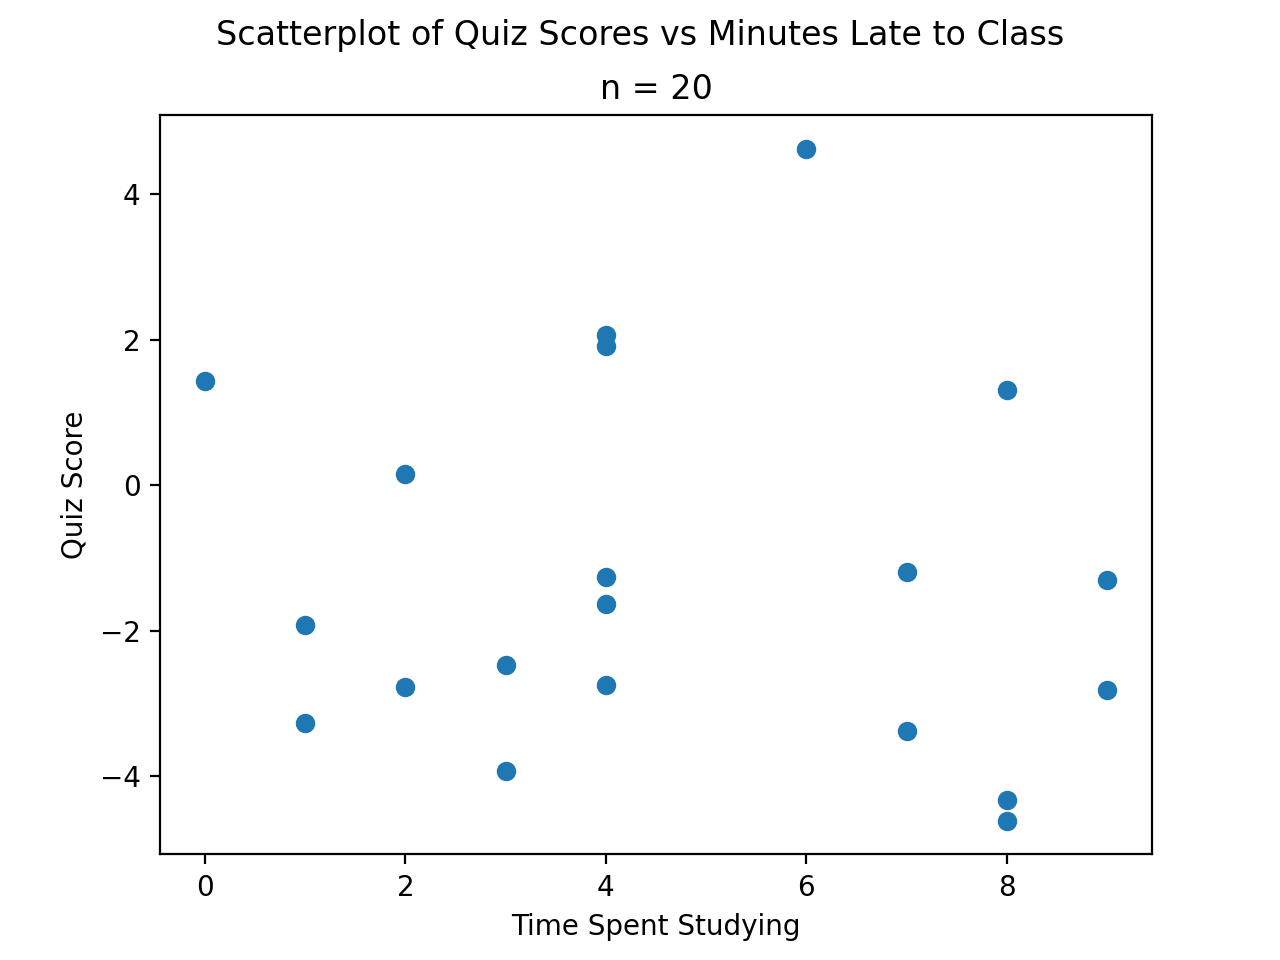 Scatterplot of Quiz Scores vs Minutes Late to Class
n = 20
4
2
0
−2
−4
Quiz Score
0 2 4 6 8
Time Spent Studying